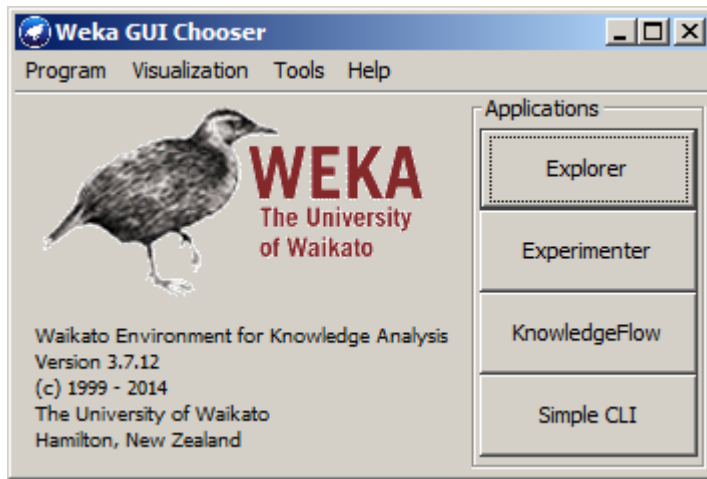 Weka GUI Chooser
Program Visualization Tools Help
WEKA
The University
of Waikato
Waikato Environment for Knowledge Analysis
Version 3.7.12
(c) 1999 - 2014
The University of Waikato
Hamilton, New Zealand
Applications
Explorer
Experimenter
KnowledgeFlow
Simple CLI